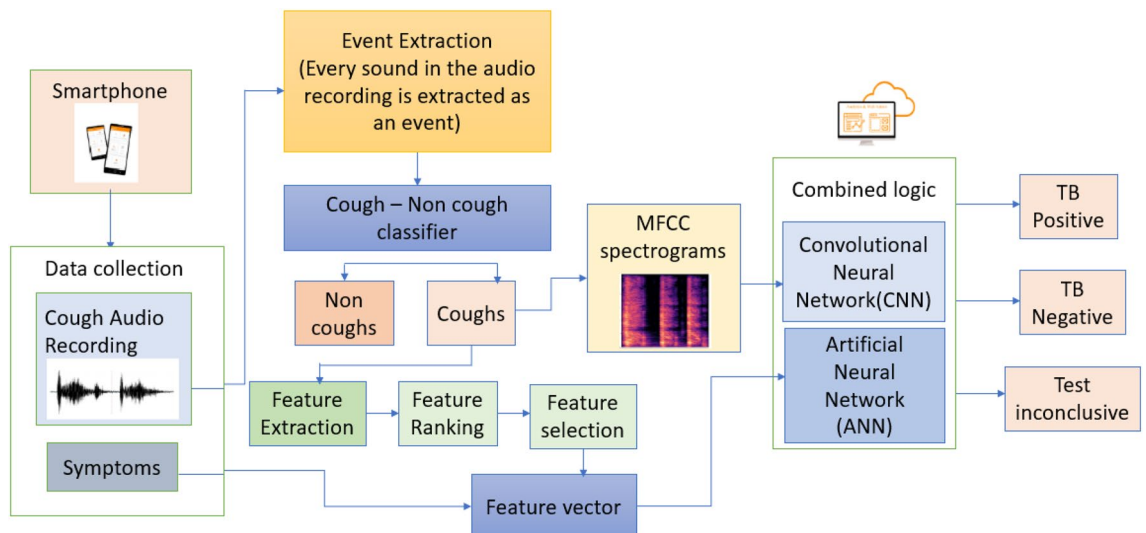 Smartphone
Data collection
Cough Audio
Recording
Symptoms
Event Extraction
(Every sound in the audio
recording is extracted as
an event)
Cough – Non cough
classifier
Non
coughs
Coughs
Feature
Extraction
Feature
Ranking
Feature
selection
Feature vector
MFCC
spectrograms
Combined logic
Convolutional
Neural
Network(CNN)
Artificial
Neural
Network
(ANN)
TB
Positive
TB
Negative
Test
inconclusive